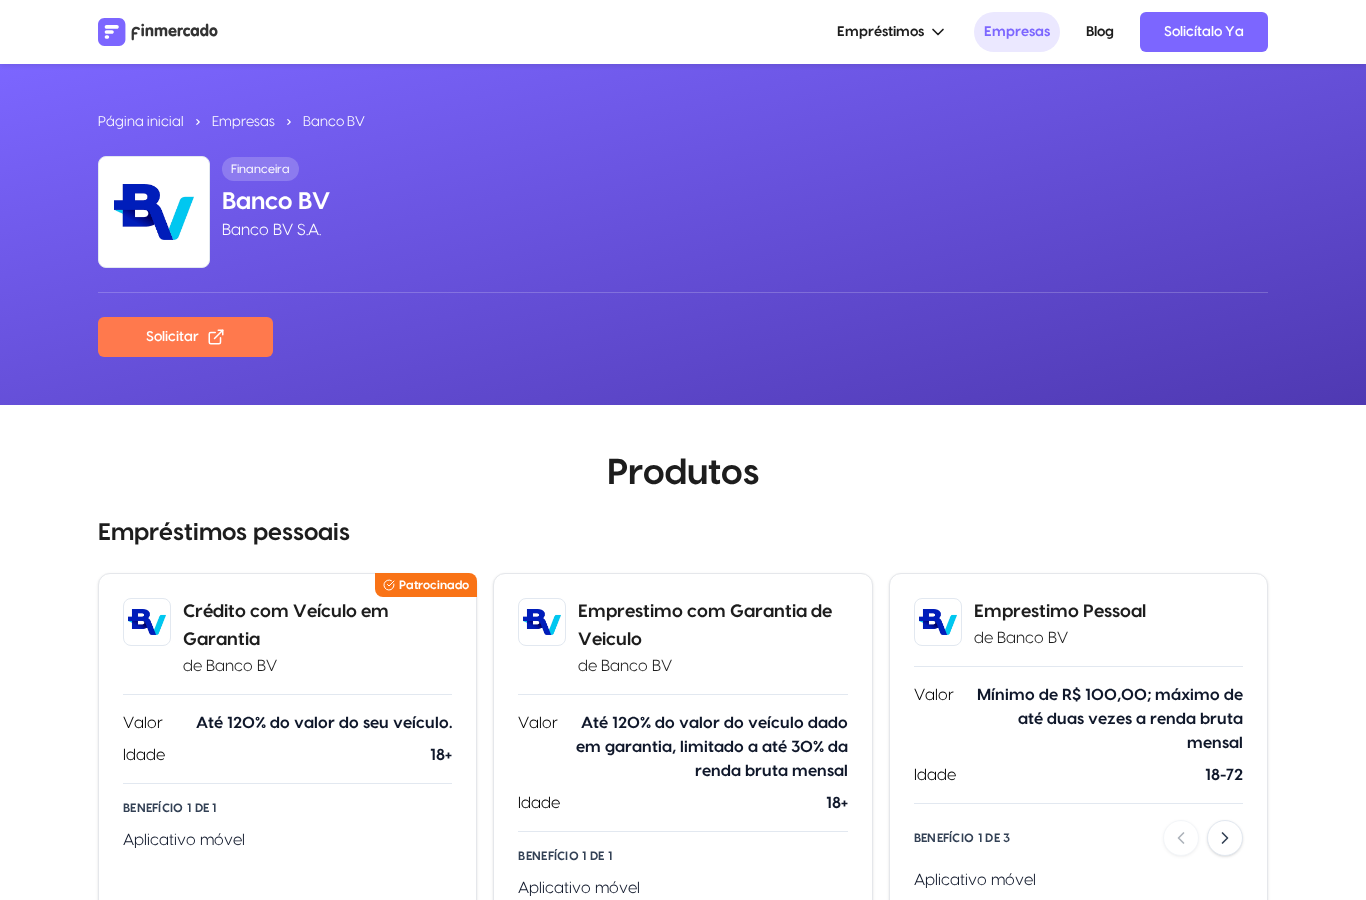 finmercado
Empréstimos
Empresas
Blog
Solicítalo Ya
Página inicial
Empresas
Banco BV
BV
Financeira
Banco BV
Banco BV S.A.
Solicitar
Produtos
Empréstimos pessoais
Patrocinado
BV
Crédito com Veículo em
Garantia
de Banco BV
Valor
Até 120% do valor do seu veículo.
Idade
18+
BENEFÍCIO 1 DE 1
Aplicativo móvel
BV
Emprestimo com Garantia de
Veiculo
de Banco BV
Valor
Até 120% do valor do veículo dado
em garantia, limitado a até 30% da
renda bruta mensal
Idade
18+
BENEFÍCIO 1 DE 1
Aplicativo móvel
BV
Emprestimo Pessoal
de Banco BV
Valor
Mínimo de R$ 100,00; máximo de
até duas vezes a renda bruta
mensal
Idade
18-72
BENEFÍCIO 1 DE 3
Aplicativo móvel